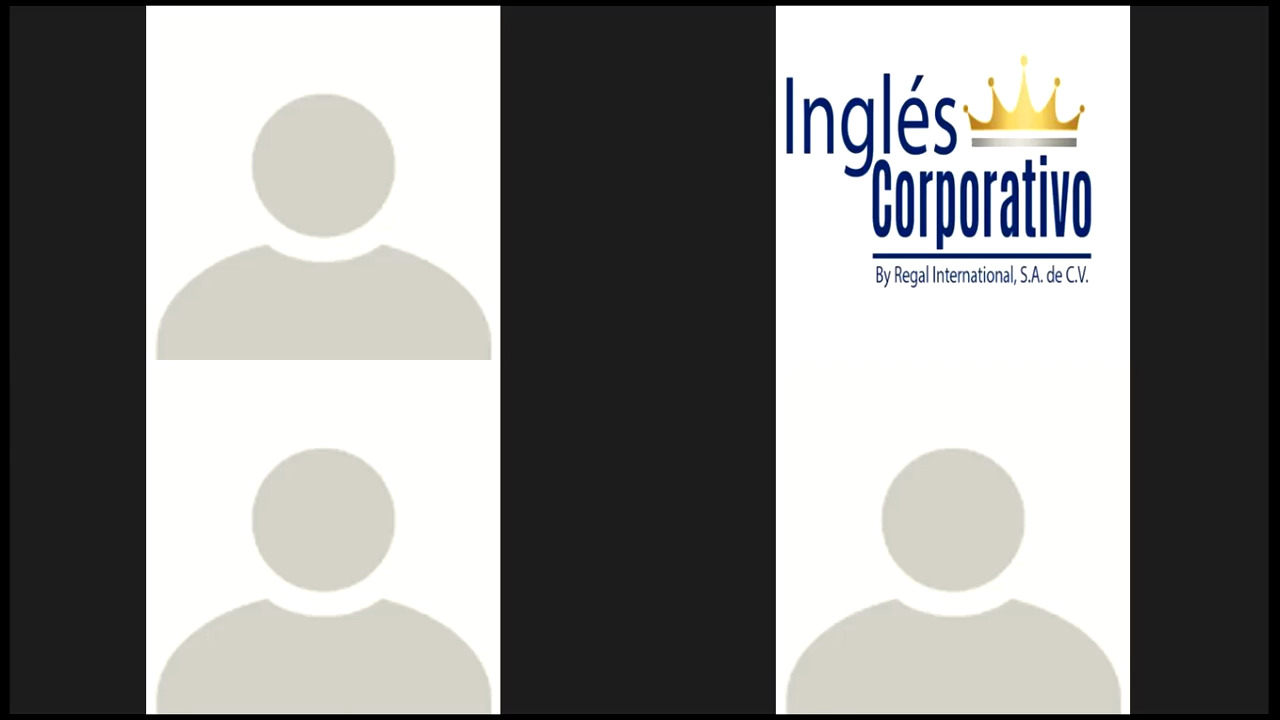 Inglés
Corporativo
By Regal International, S.A. de C.V.